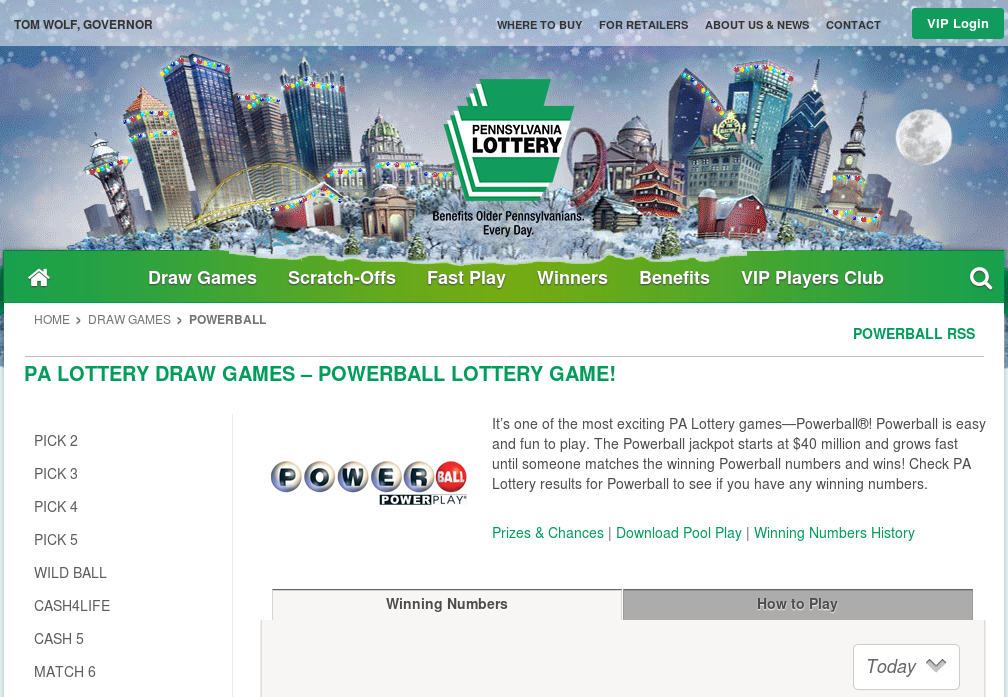 TOM WOLF, GOVERNOR
WHERE TO BUY FOR RETAILERS ABOUT US & NEWS CONTACT VIP Login
PENNSYLVANIA
LOTTERY
Benefits Older Pennsylvanians.
Every Day.
Draw Games Scratch-Offs Fast Play Winners Benefits VIP Players Club
HOME > DRAW GAMES > POWERBALL
POWERBALL RSS
PA LOTTERY DRAW GAMES – POWERBALL LOTTERY GAME!
PICK 2
PICK 3
PICK 4
PICK 5
WILD BALL
CASH4LIFE
CASH 5
MATCH 6
POWERBALL
POWERPLAY®
It’s one of the most exciting PA Lottery games—Powerball®! Powerball is easy
and fun to play. The Powerball jackpot starts at $40 million and grows fast
until someone matches the winning Powerball numbers and wins! Check PA
Lottery results for Powerball to see if you have any winning numbers.
Prizes & Chances | Download Pool Play | Winning Numbers History
Winning Numbers How to Play
Today